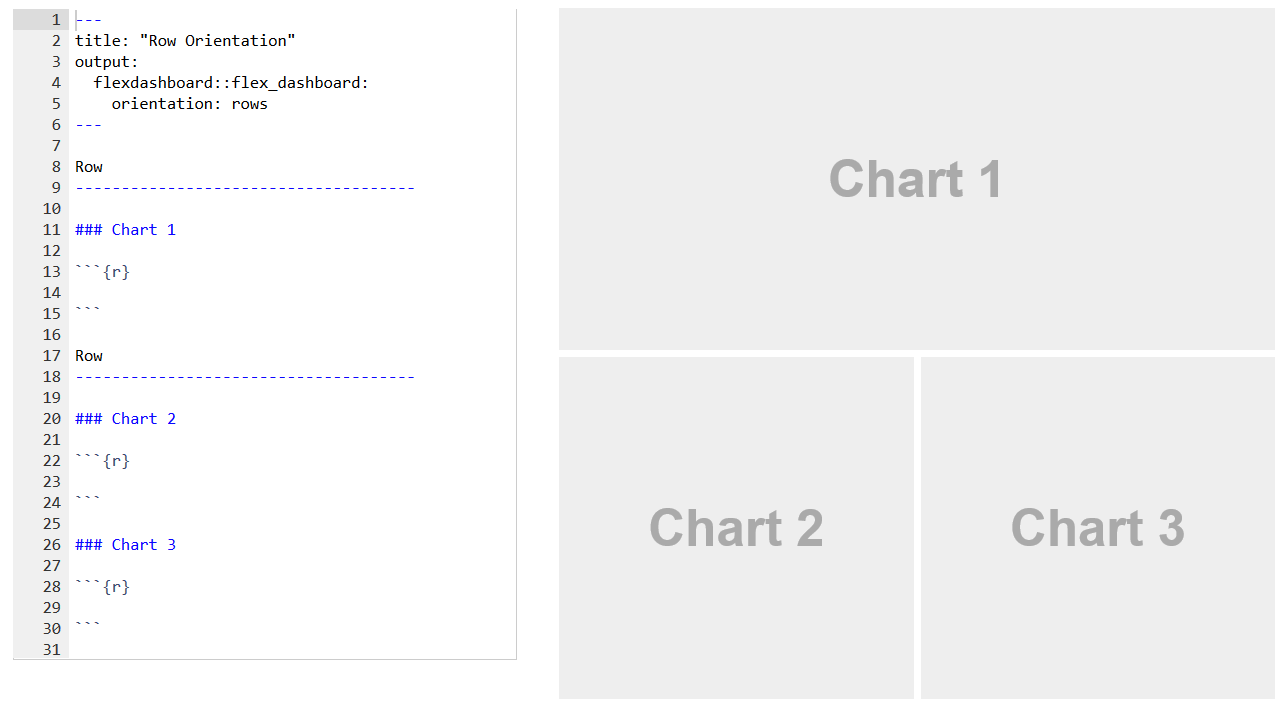 1 ---
2 title: "Row Orientation"
3 output:
4   flexdashboard::flex_dashboard:
5     orientation: rows
6 ---
7
8 Row
9 -------------------------------------
10
11 ### Chart 1
12
13 ```{r}
14
15 ```
16
17 Row
18 -------------------------------------
19
20 ### Chart 2
21
22 ```{r}
23
24 ```
25
26 ### Chart 3
27
28 ```{r}
29
30 ```
31
Chart 1
Chart 2
Chart 3